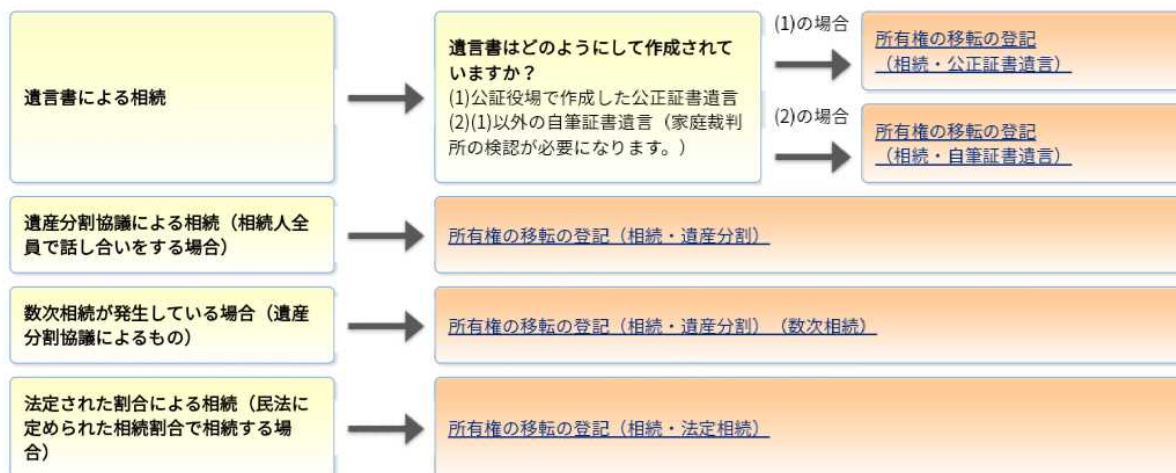 遺言書による相続
遺言書はどのようにして作成されて
いますか？
(1)公証役場で作成した公正証書遺言
(2)(1)以外の自筆証書遺言（家庭裁判
所の検認が必要になります。）
(1)の場合
所有権の移転の登記
（相続・公正証書遺言）
(2)の場合
所有権の移転の登記
（相続・自筆証書遺言）
遺産分割協議による相続（相続人全
員で話し合いをする場合）
所有権の移転の登記（相続・遺産分割）
数次相続が発生している場合（遺産
分割協議によるもの）
所有権の移転の登記（相続・遺産分割）（数次相続）
法定された割合による相続（民法に
定められた相続割合で相続する場
合）
所有権の移転の登記（相続・法定相続）